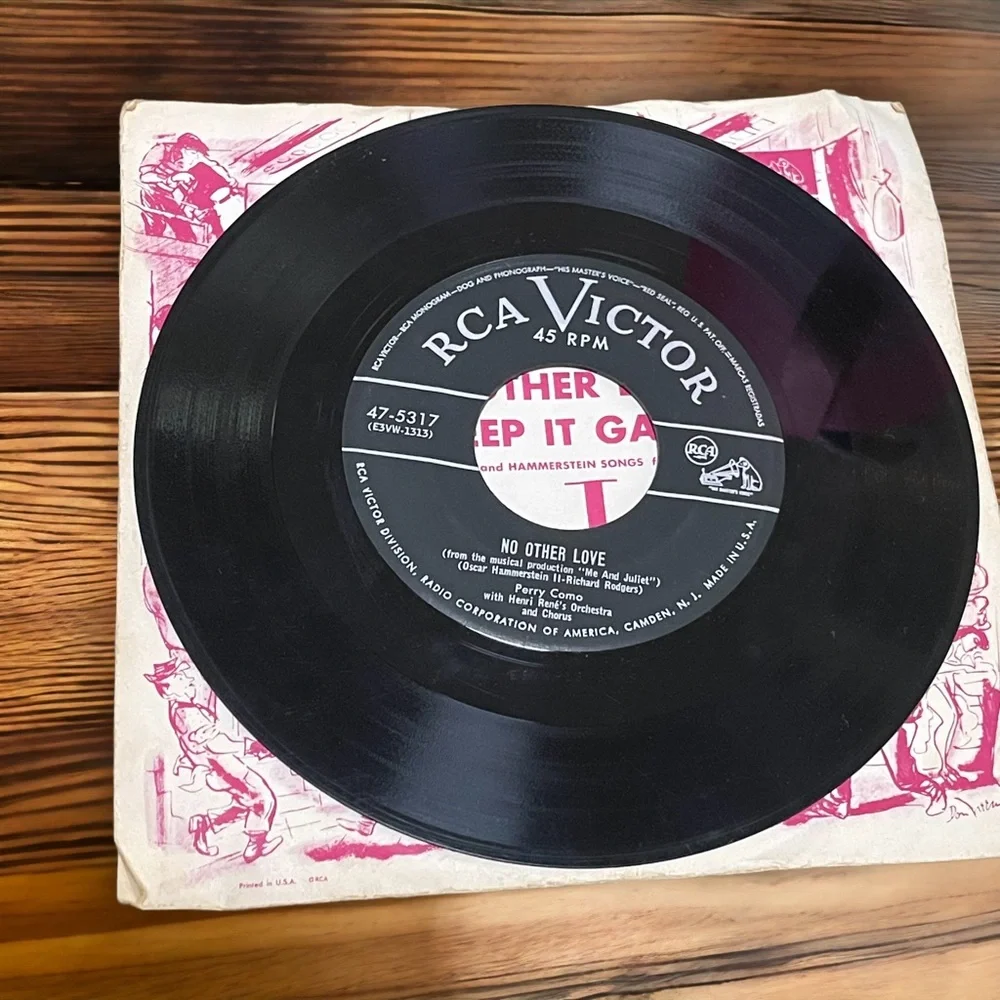 RCA VICTOR—RCA MONOGRAM—DOG AND PHONOGRAPH—"HIS MASTER'S VOICE"—"RED SEAL", REG. U. S. PAT. OFF.—MARCAS REGISTRADAS
RCA VICTOR
45 RPM
THER
47-5317
(E3VW-1313)
EP IT GA
RCA
"HIS MASTER'S VOICE"
and HAMMERSTEIN SONGS f
NO OTHER LOVE
(from the musical production "Me And Juliet")
(Oscar Hammerstein II-Richard Rodgers)
Perry Como
with Henri René's Orchestra
and Chorus
RCA VICTOR DIVISION, RADIO CORPORATION OF AMERICA, CAMDEN, N. J. MADE IN U.S.A.
Printed in U.S.A. ©RCA